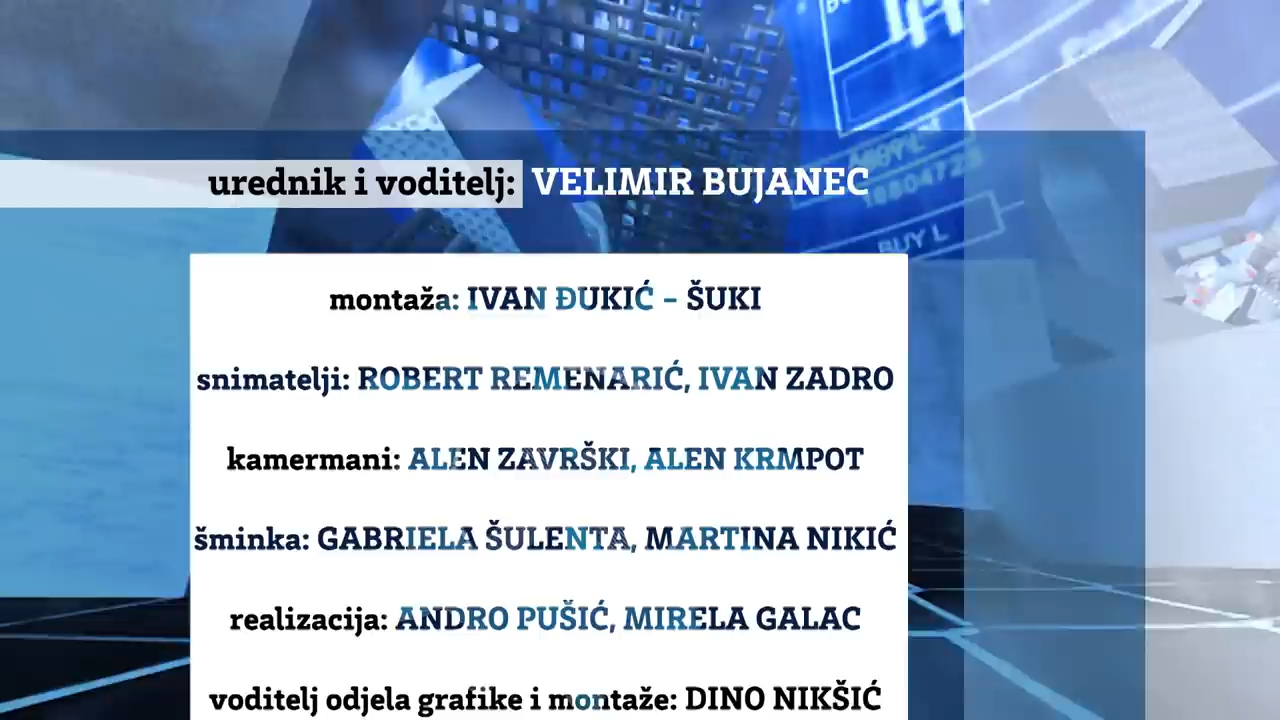 urednik i voditelj: VELIMIR BUJANEC
montaža: IVAN ĐUKIĆ – ŠUKI
snimatelji: ROBERT REMENARIĆ, IVAN ZADRO
kamermani: ALEN ZAVRŠKI, ALEN KRMPOT
šminka: GABRIELA ŠULENTA, MARTINA NIKIĆ
realizacija: ANDRO PUŠIĆ, MIRELA GALAC
voditelj odjela grafike i montaže: DINO NIKŠIĆ
BUY L